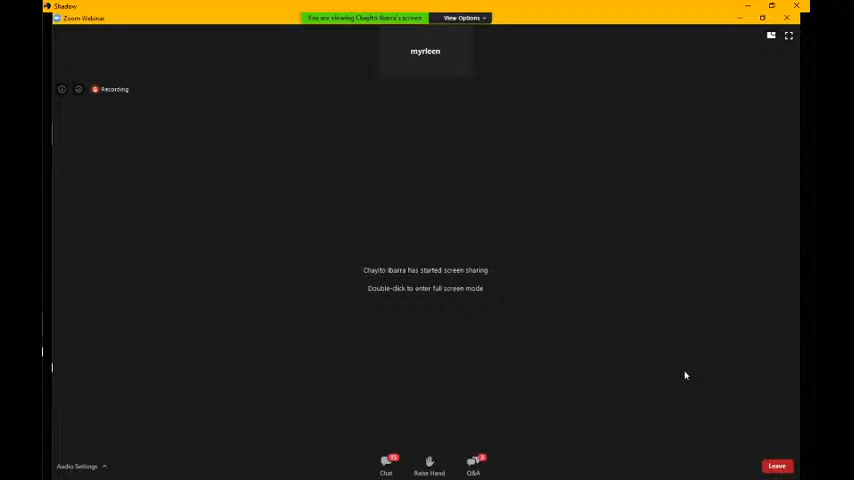 Shadow
Zoom Webinar
You are viewing Chayito Ibarra's screen
View Options
myrleen
Recording
Chayito Ibarra has started screen sharing
Double-click to enter full screen mode
Audio Settings
15
Chat
Raise Hand
Q&A
Leave